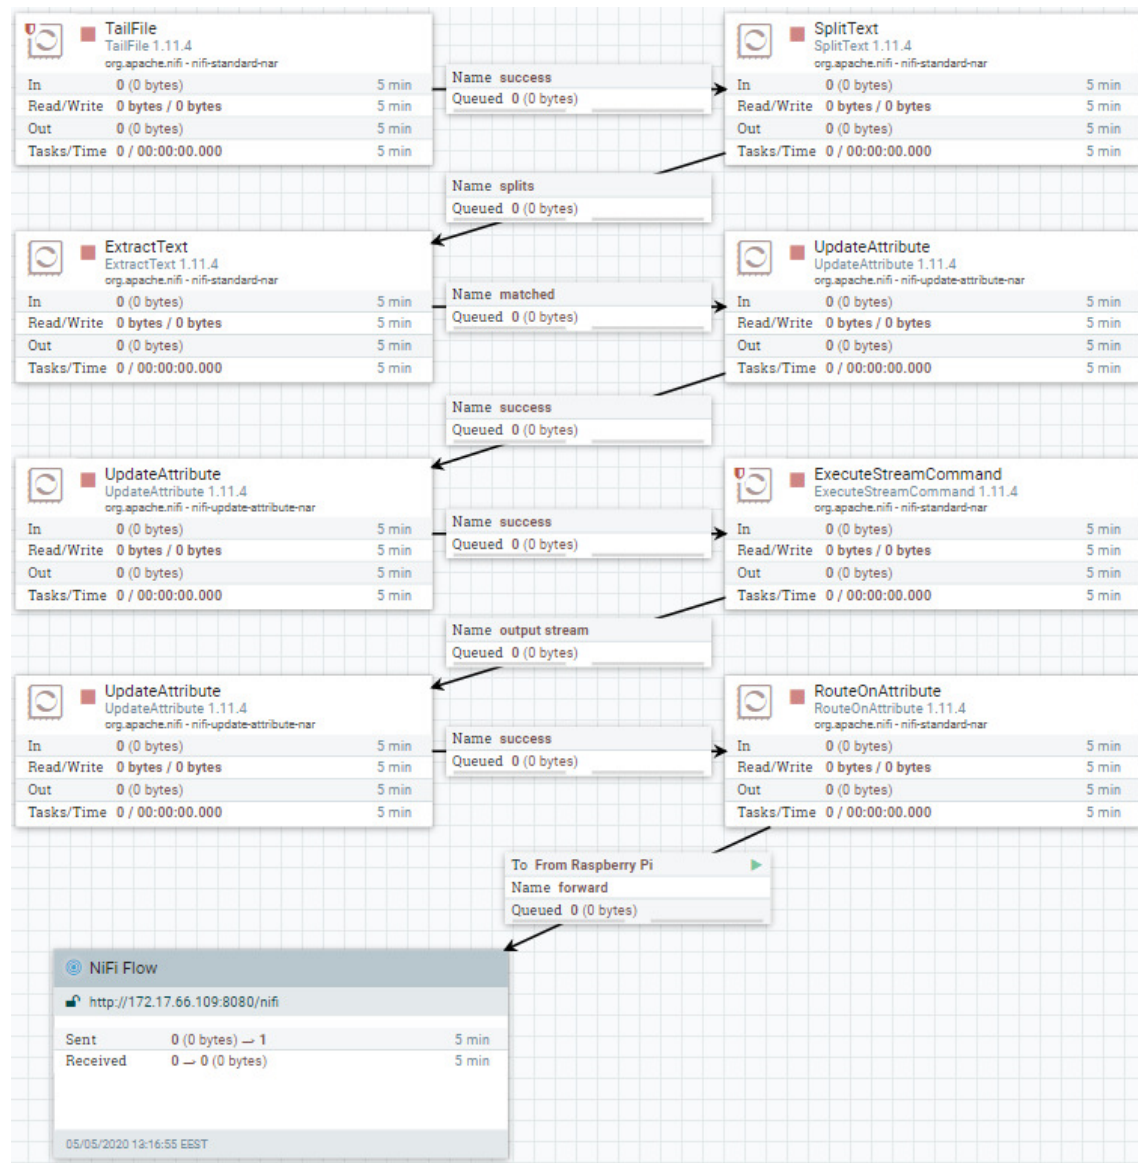 TailFile
TailFile 1.11.4
org.apache.nifi - nifi-standard-nar
In 0 (0 bytes) 5 min
Read/Write 0 bytes / 0 bytes 5 min
Out 0 (0 bytes) 5 min
Tasks/Time 0 / 00:00:00.000 5 min
Name success
Queued 0 (0 bytes)
SplitText
SplitText 1.11.4
org.apache.nifi - nifi-standard-nar
In 0 (0 bytes) 5 min
Read/Write 0 bytes / 0 bytes 5 min
Out 0 (0 bytes) 5 min
Tasks/Time 0 / 00:00:00.000 5 min
Name splits
Queued 0 (0 bytes)
ExtractText
ExtractText 1.11.4
org.apache.nifi - nifi-standard-nar
In 0 (0 bytes) 5 min
Read/Write 0 bytes / 0 bytes 5 min
Out 0 (0 bytes) 5 min
Tasks/Time 0 / 00:00:00.000 5 min
Name matched
Queued 0 (0 bytes)
UpdateAttribute
UpdateAttribute 1.11.4
org.apache.nifi - nifi-update-attribute-nar
In 0 (0 bytes) 5 min
Read/Write 0 bytes / 0 bytes 5 min
Out 0 (0 bytes) 5 min
Tasks/Time 0 / 00:00:00.000 5 min
Name success
Queued 0 (0 bytes)
UpdateAttribute
UpdateAttribute 1.11.4
org.apache.nifi - nifi-update-attribute-nar
In 0 (0 bytes) 5 min
Read/Write 0 bytes / 0 bytes 5 min
Out 0 (0 bytes) 5 min
Tasks/Time 0 / 00:00:00.000 5 min
Name success
Queued 0 (0 bytes)
ExecuteStreamCommand
ExecuteStreamCommand 1.11.4
org.apache.nifi - nifi-standard-nar
In 0 (0 bytes) 5 min
Read/Write 0 bytes / 0 bytes 5 min
Out 0 (0 bytes) 5 min
Tasks/Time 0 / 00:00:00.000 5 min
Name output stream
Queued 0 (0 bytes)
UpdateAttribute
UpdateAttribute 1.11.4
org.apache.nifi - nifi-update-attribute-nar
In 0 (0 bytes) 5 min
Read/Write 0 bytes / 0 bytes 5 min
Out 0 (0 bytes) 5 min
Tasks/Time 0 / 00:00:00.000 5 min
Name success
Queued 0 (0 bytes)
RouteOnAttribute
RouteOnAttribute 1.11.4
org.apache.nifi - nifi-standard-nar
In 0 (0 bytes) 5 min
Read/Write 0 bytes / 0 bytes 5 min
Out 0 (0 bytes) 5 min
Tasks/Time 0 / 00:00:00.000 5 min
To From Raspberry Pi
Name forward
Queued 0 (0 bytes)
NiFi Flow
http://172.17.66.109:8080/nifi
Sent 0 (0 bytes) → 1 5 min
Received 0 → 0 (0 bytes) 5 min
05/05/2020 13:16:55 EEST